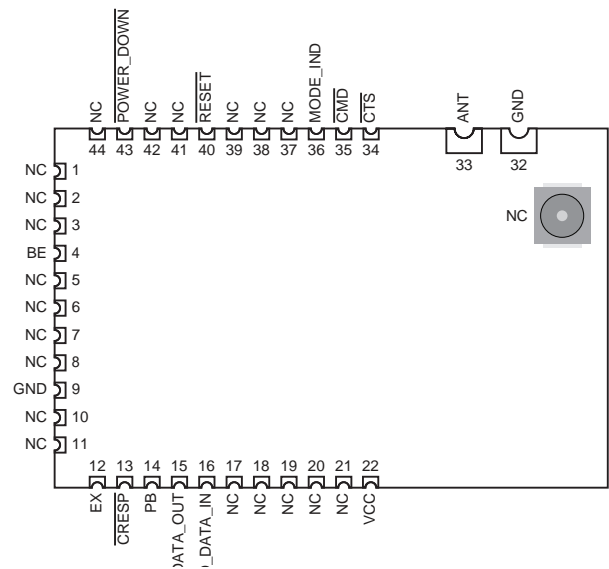 NC
POWER_DOWN
NC
NC
RESET
NC
NC
NC
MODE_IND
CMD
CTS
ANT
GND
44 43 42 41 40 39 38 37 36 35 34 33 32
NC 1
NC 2
NC 3
BE 4
NC 5
NC 6
NC 7
NC 8
GND 9
NC 10
NC 11
NC
12 13 14 15 16 17 18 19 20 21 22
EX
CRESP
PB
DATA_OUT
_DATA_IN
NC
NC
NC
NC
NC
VCC